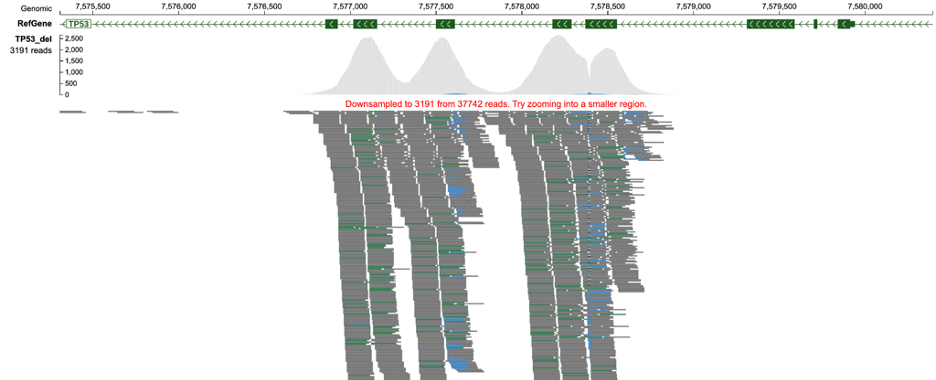 Genomic 7,575,500 7,576,000 7,576,500 7,577,000 7,577,500 7,578,000 7,578,500 7,579,000 7,579,500 7,580,000
RefGene TP53
TP53_del
3191 reads
2,500
2,000
1,500
1,000
500
0
Downsampled to 3191 from 37742 reads. Try zooming into a smaller region.